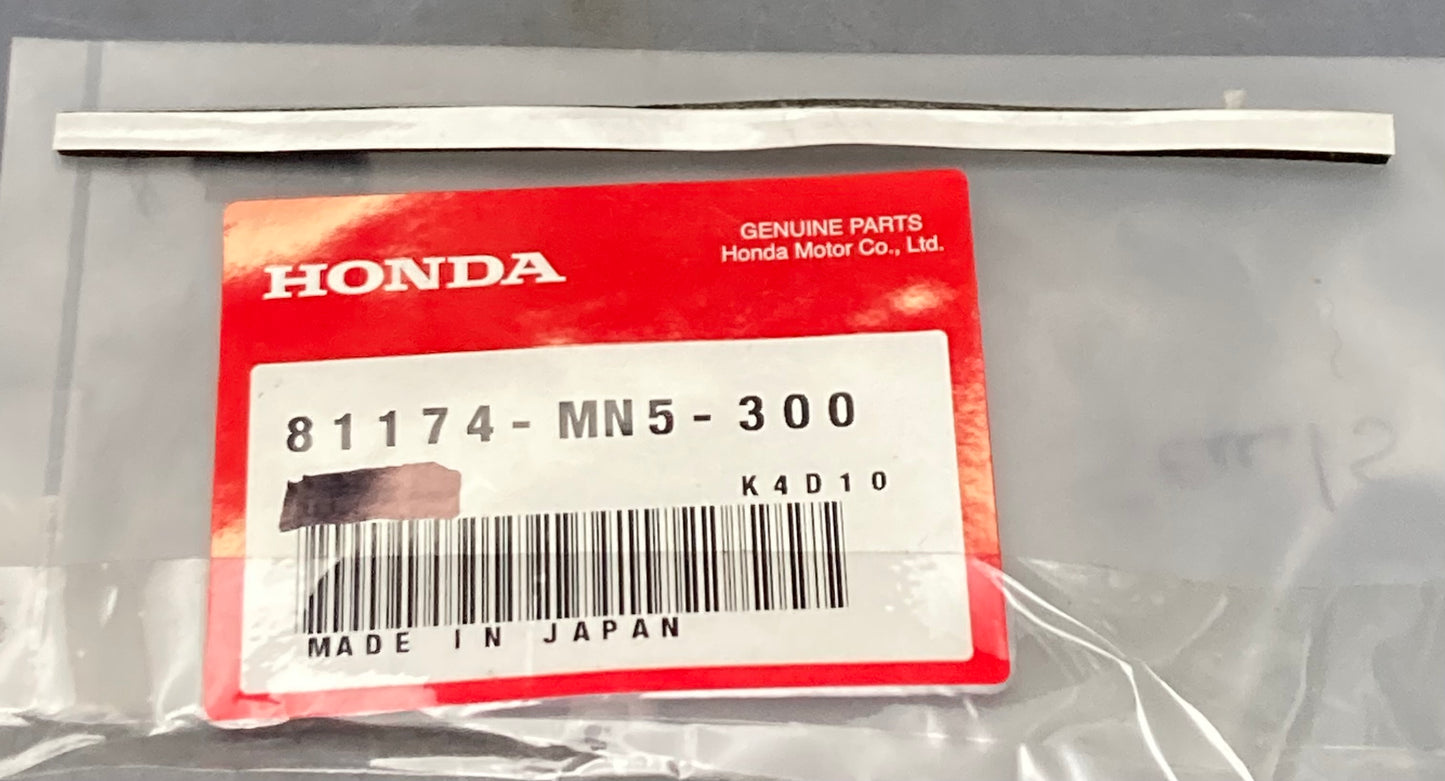 HONDA
GENUINE PARTS
Honda Motor Co., Ltd.
81174-MN5-300
K4D10
MADE IN JAPAN